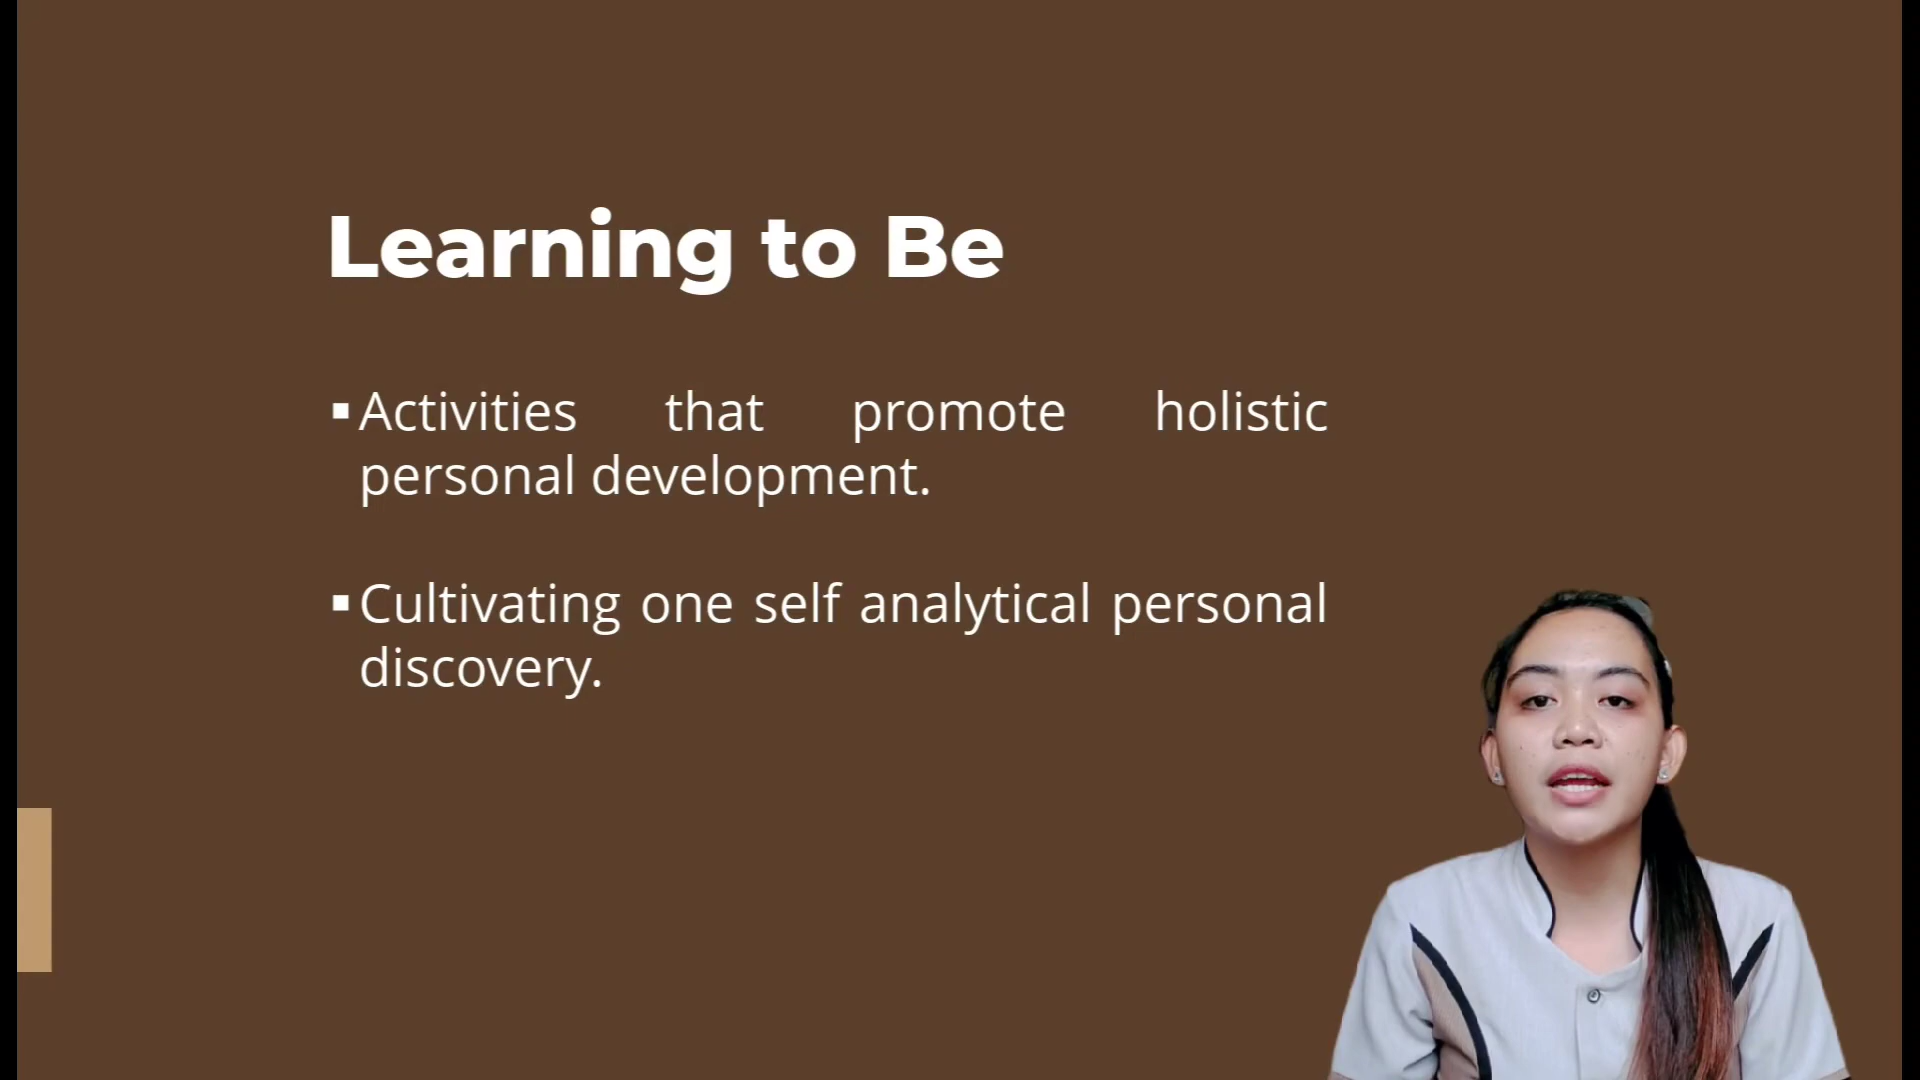 Learning to Be
▪Activities that promote holistic
personal development.
▪Cultivating one self analytical personal
discovery.